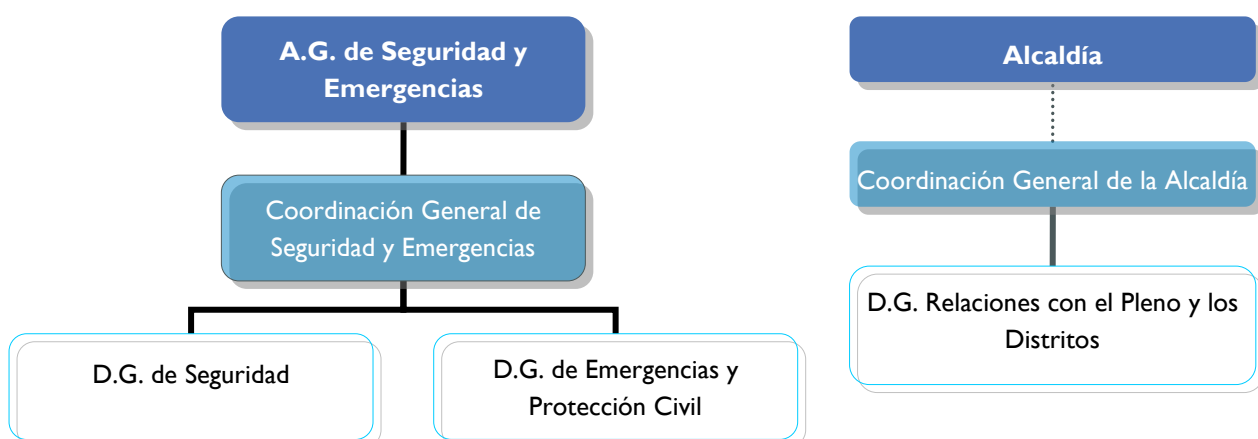 A.G. de Seguridad y
Emergencias
Coordinación General de
Seguridad y Emergencias
D.G. de Seguridad
D.G. de Emergencias y
Protección Civil
Alcaldía
Coordinación General de la Alcaldía
D.G. Relaciones con el Pleno y los
Distritos